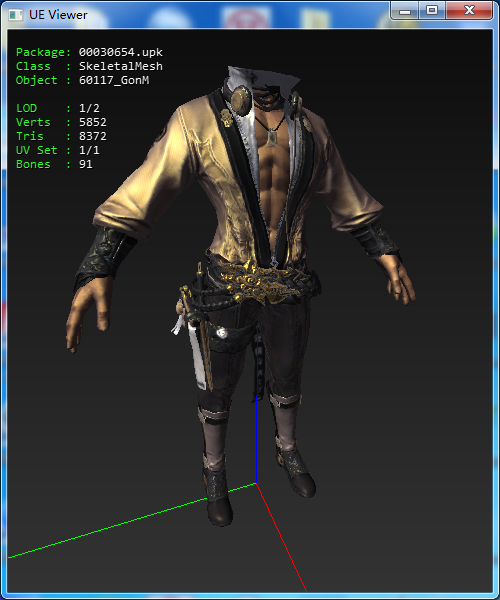 UE Viewer
Package: 00030654.upk
Class : SkeletalMesh
Object : 60117_GonM
LOD : 1/2
Verts : 5852
Tris : 8372
UV Set : 1/1
Bones : 91